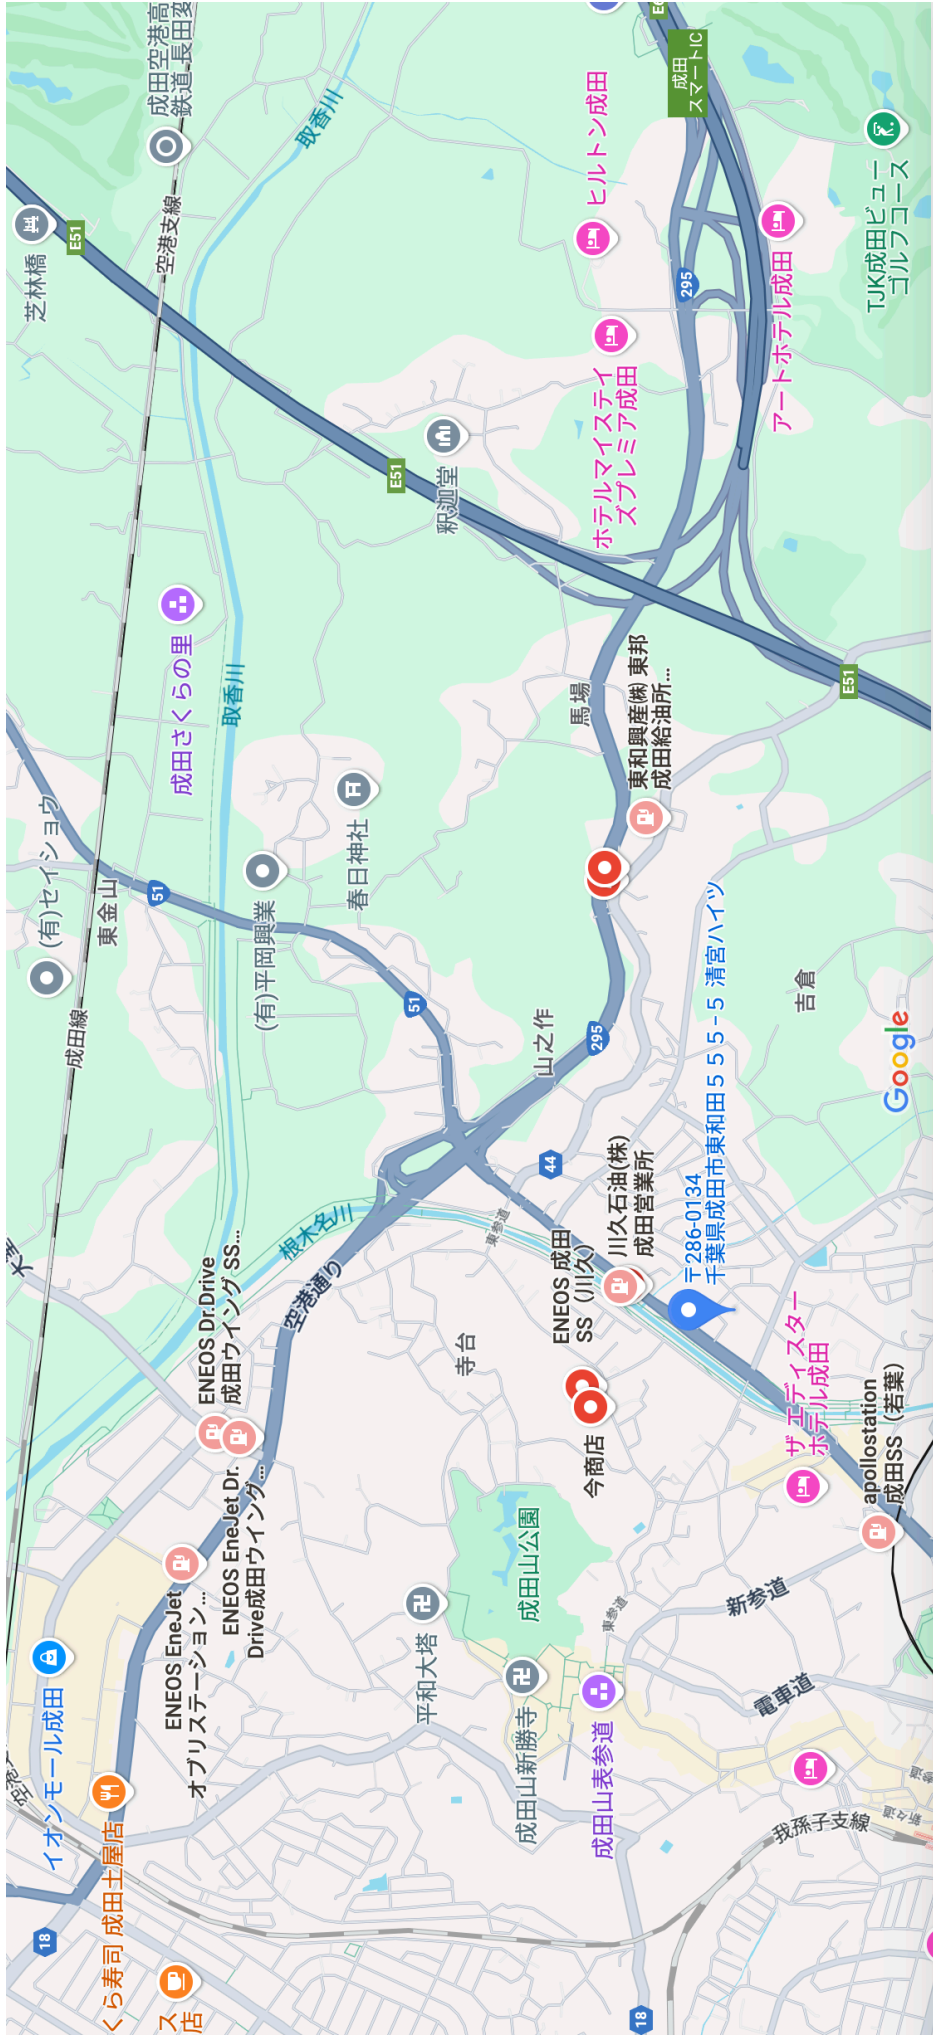 18
くら寿司 成田土屋店
ス
店
イオンモール成田
ENEOS EneJet
オブリステーション...
ENEOS EneJet Dr.
Drive成田ウイング...
ENEOS Dr.Drive
成田ウイング SS...
空港通り
根木名川
成田線
東金山
(有)セイショウ
51
(有)平岡興業
春日神社
取香川
成田さくらの里
芝林橋
E51
空港支線
成田空港高
鉄道 長田変
取香川
平和大塔
成田山新勝寺
成田山公園
成田山表参道
東参道
今商店
寺台
ENEOS 成田
SS（川久）
東参道
44
51
山之作
295
川久石油(株)
成田営業所
〒286-0134
千葉県成田市東和田５５５−５ 清宮ハイツ
馬場
東和興産㈱ 東邦
成田給油所...
釈迦堂
E51
ホテルマイステイ
ズプレミア成田
ヒルトン成田
295
成田
スマートIC
アートホテル成田
TJK成田ビュー
ゴルフコース
E51
吉倉
Google
ザ エディスター
ホテル成田
apollostation
成田SS（若葉）
新参道
電車道
我孫子支線
18